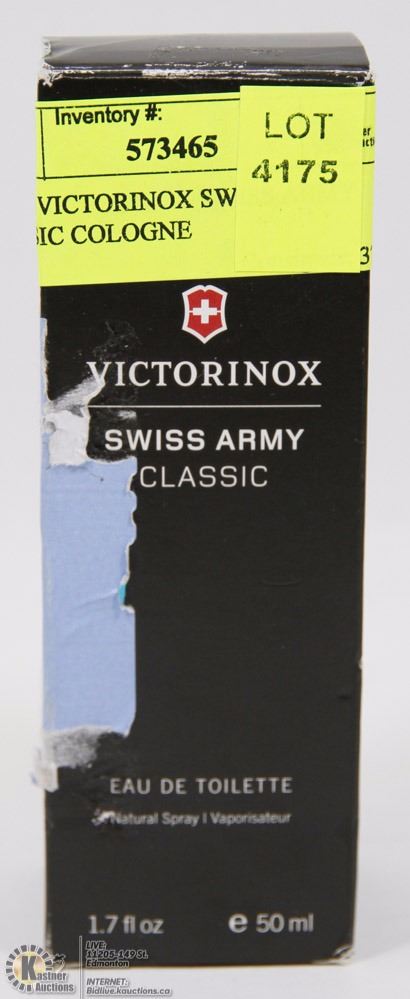 Inventory #:
573465
LOT
4175
VICTORINOX SW
SIC COLOGNE
VICTORINOX
SWISS ARMY
CLASSIC
EAU DE TOILETTE
Natural Spray | Vaporisateur
1.7 fl oz
e 50 ml
Kastner
Auctions
LIVE:
11205-149 St.
Edmonton
INTERNET:
Bidlive.kauctions.ca